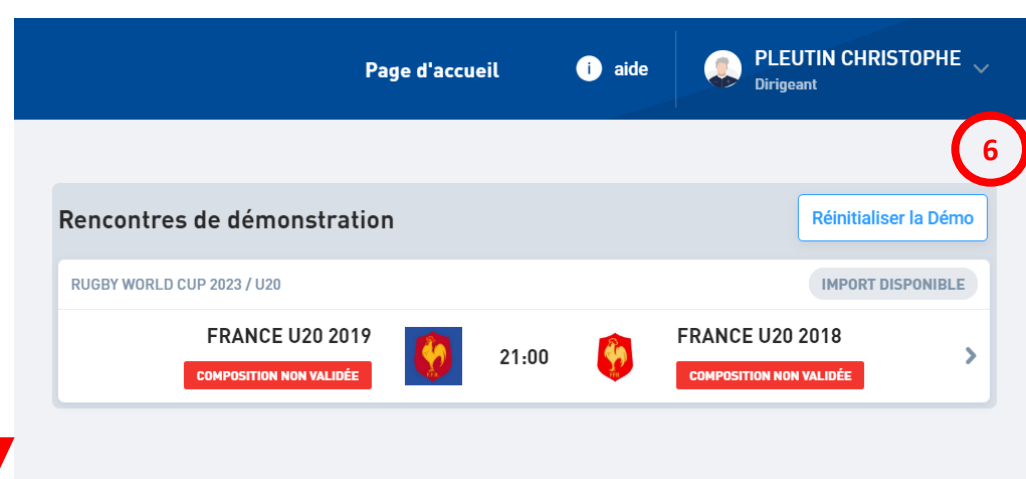 Page d'accueil
i aide
PLEUTIN CHRISTOPHE
Dirigeant
6
Rencontres de démonstration
Réinitialiser la Démo
RUGBY WORLD CUP 2023 / U20
IMPORT DISPONIBLE
FRANCE U20 2019
COMPOSITION NON VALIDÉE
21:00
FRANCE U20 2018
COMPOSITION NON VALIDÉE